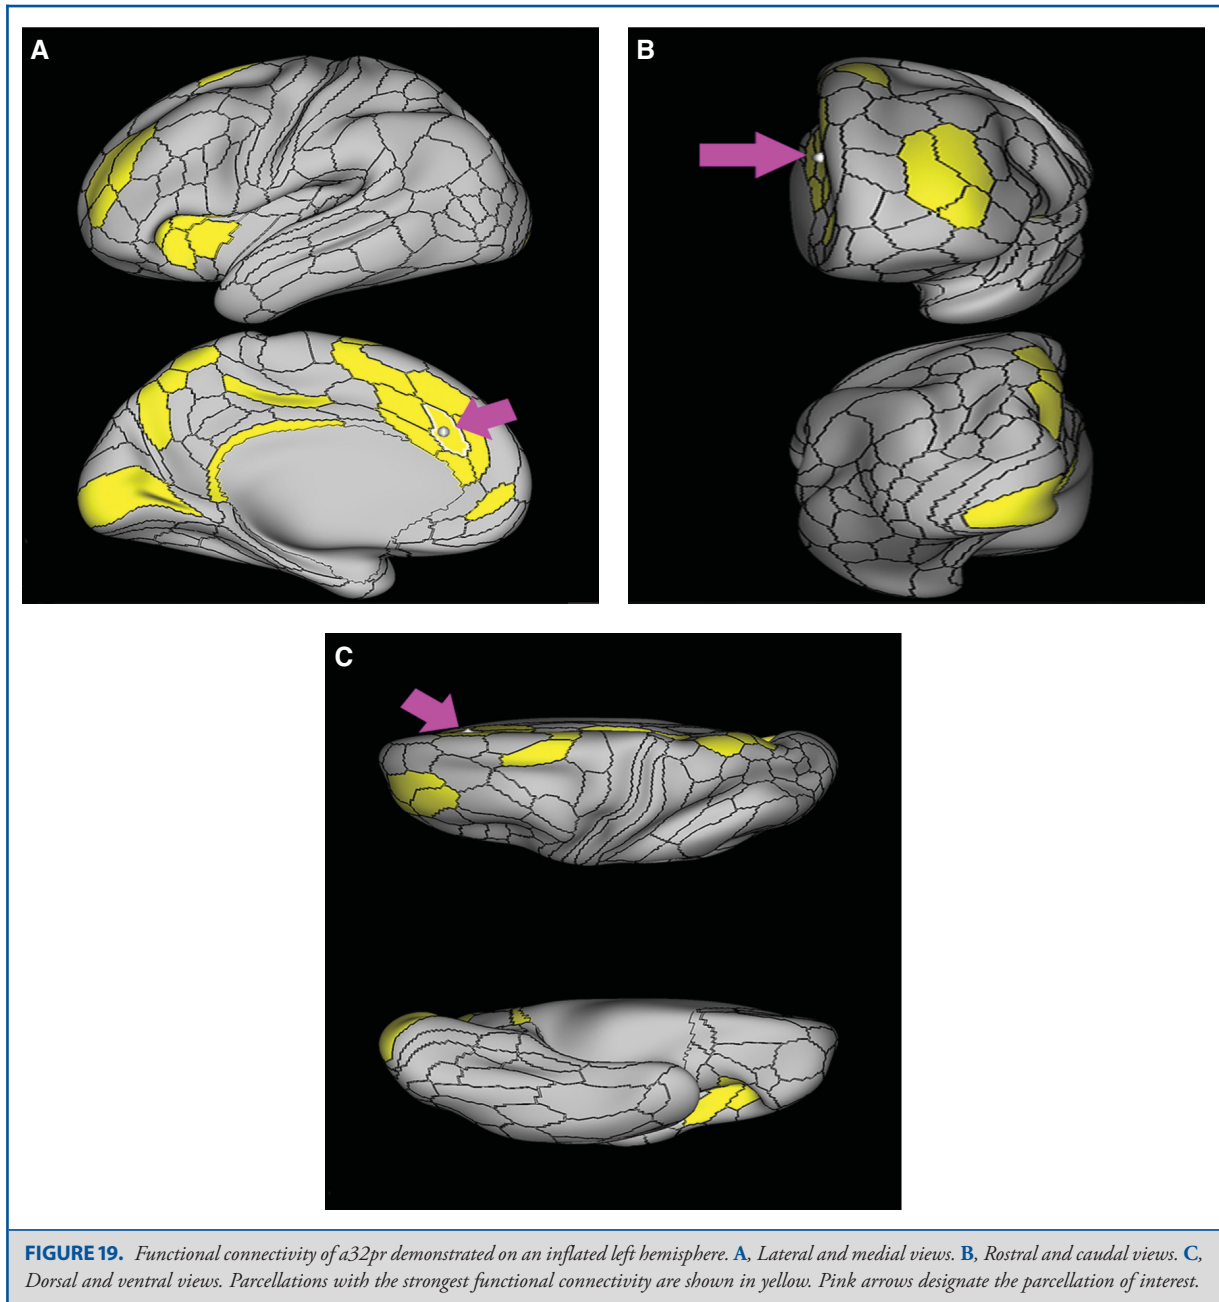 A
B
C
FIGURE 19. Functional connectivity of a32pr demonstrated on an inflated left hemisphere. A, Lateral and medial views. B, Rostral and caudal views. C,
Dorsal and ventral views. Parcellations with the strongest functional connectivity are shown in yellow. Pink arrows designate the parcellation of interest.